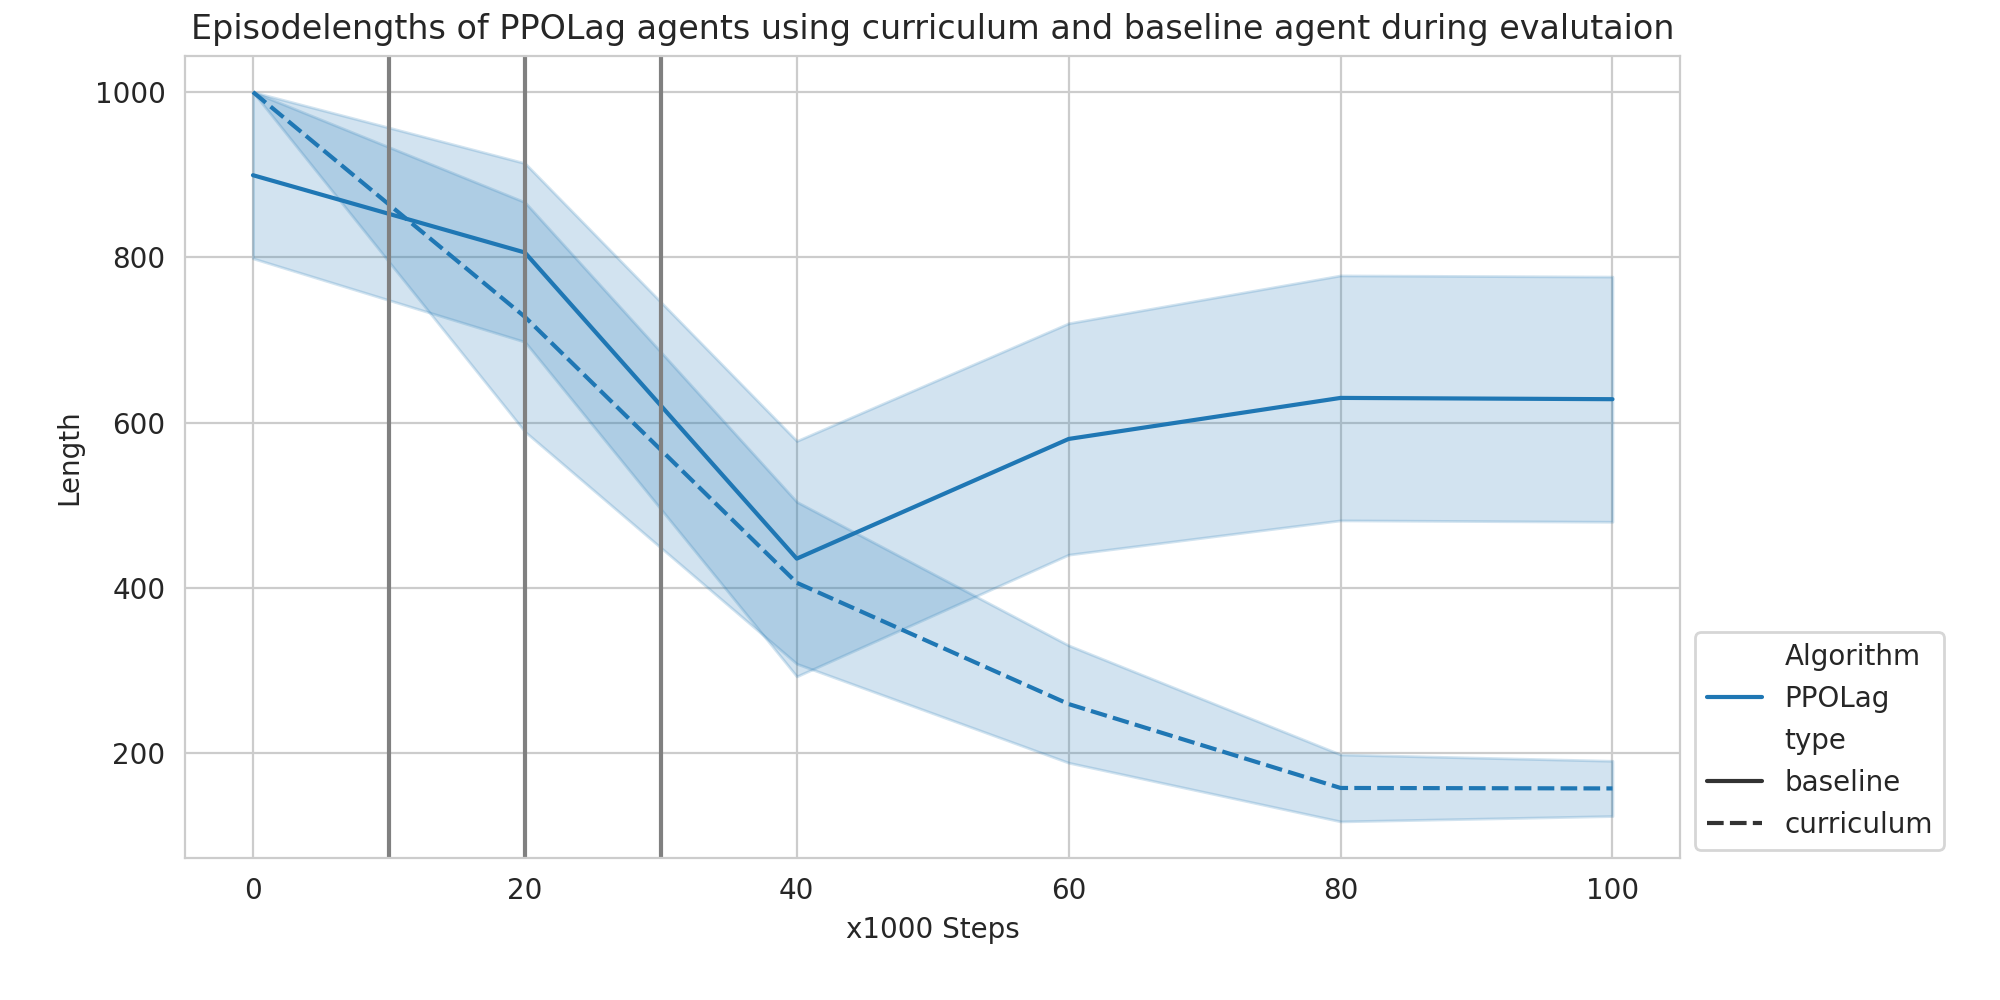 Episodelengths of PPOLag agents using curriculum and baseline agent during evalutaion
1000
800
600
400
200
Length
0 20 40 60 80 100
x1000 Steps
Algorithm
PPOLag
type
baseline
curriculum